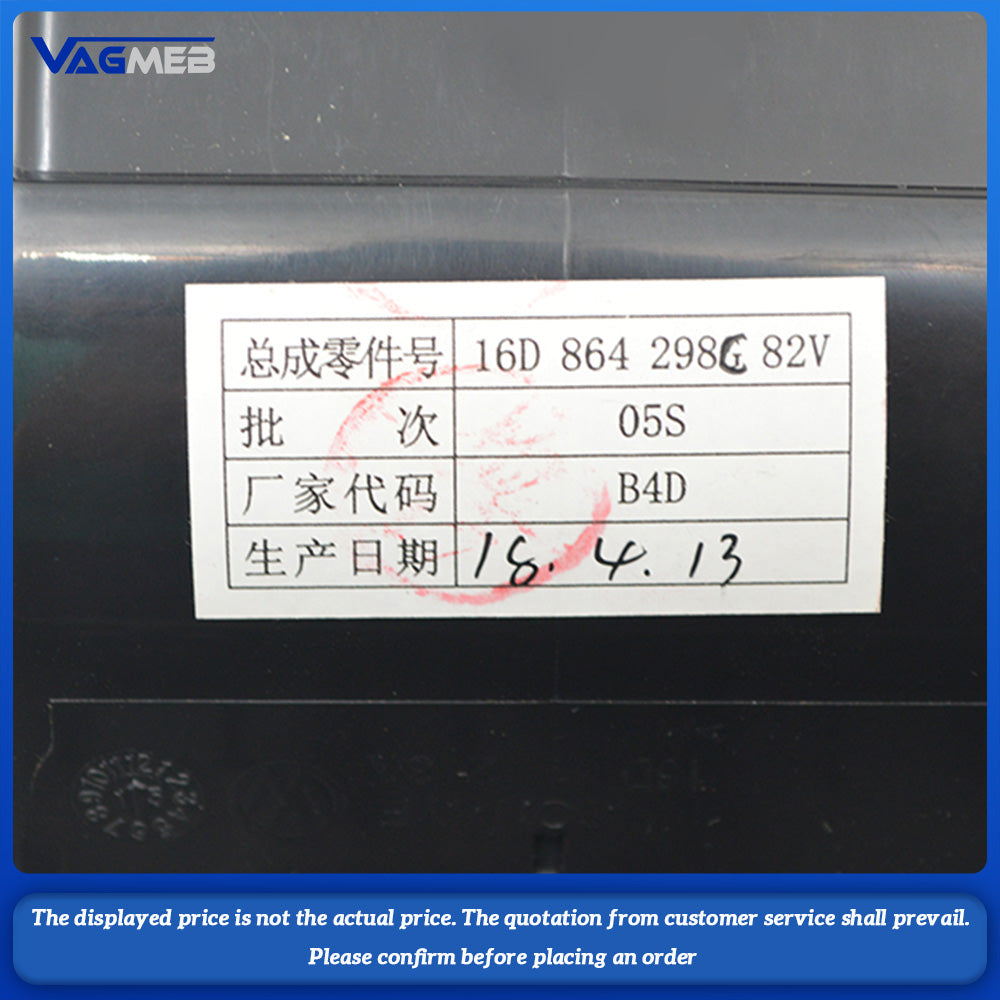 VAGMEB
总成零件号 16D 864 298G 82V
批次 05S
厂家代码 B4D
生产日期 18.4.13
The displayed price is not the actual price. The quotation from customer service shall prevail.
Please confirm before placing an order